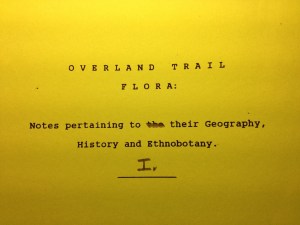 OVERLAND TRAIL
FLORA:
Notes pertaining to the their Geography,
History and Ethnobotany.
I.